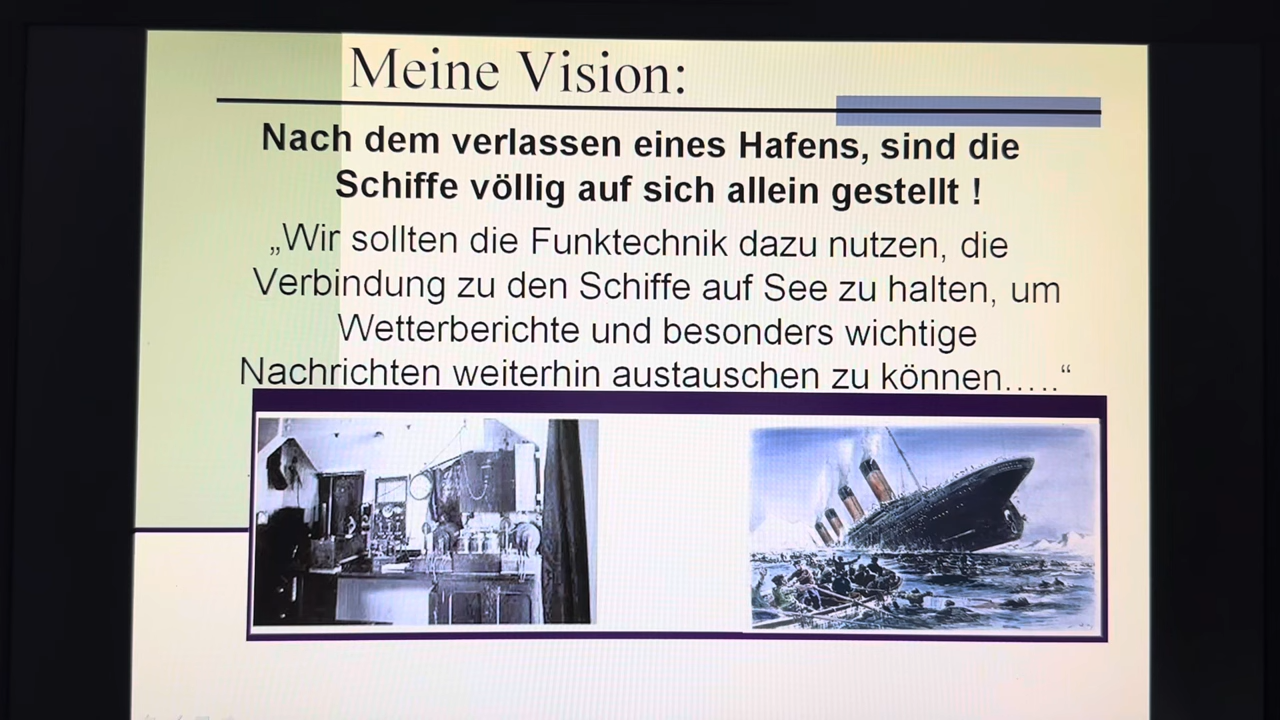 Meine Vision:
Nach dem verlassen eines Hafens, sind die
Schiffe völlig auf sich allein gestellt !
„Wir sollten die Funktechnik dazu nutzen, die
Verbindung zu den Schiffe auf See zu halten, um
Wetterberichte und besonders wichtige
Nachrichten weiterhin austauschen zu können…..“